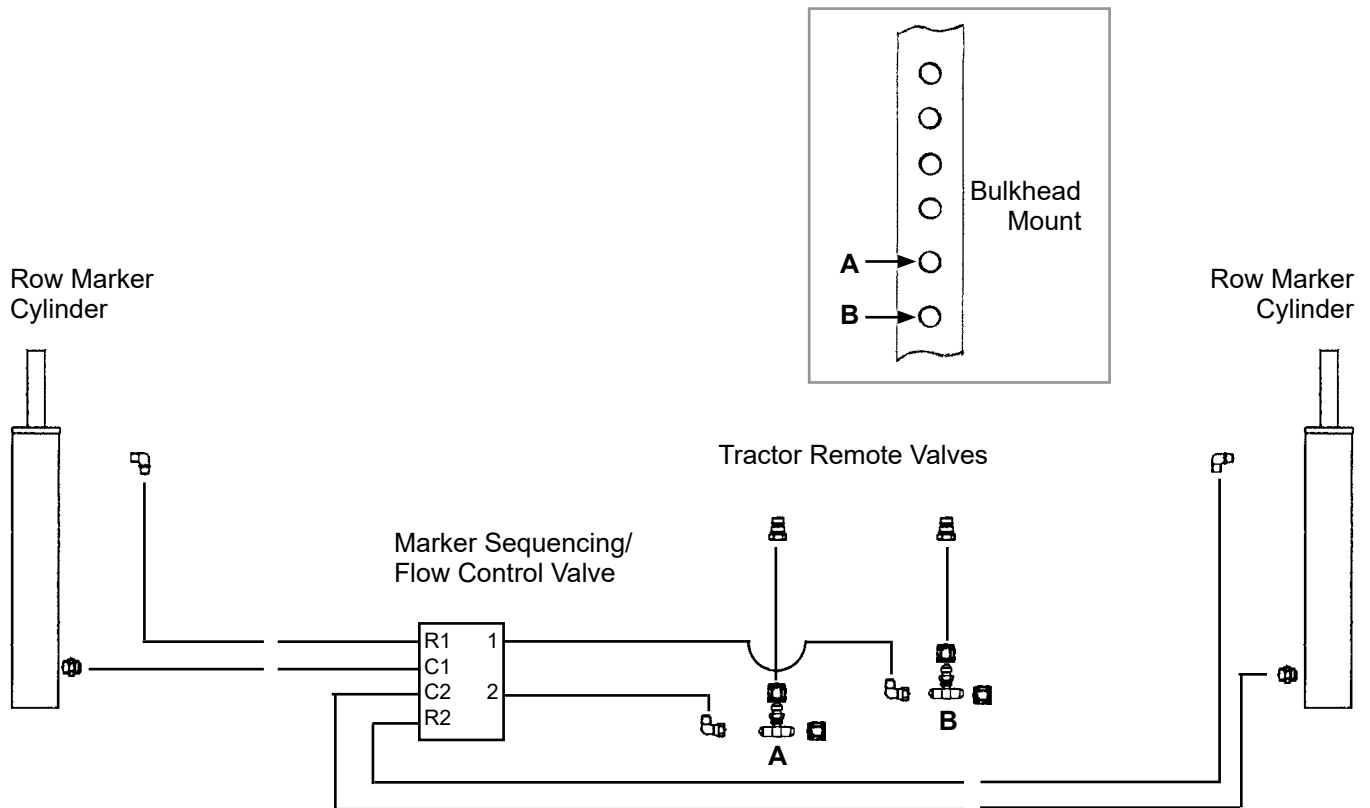 Bulkhead
Mount
A
B
Row Marker
Cylinder
Row Marker
Cylinder
Tractor Remote Valves
Marker Sequencing/
Flow Control Valve
R1 1
C1
C2 2
R2
A
B